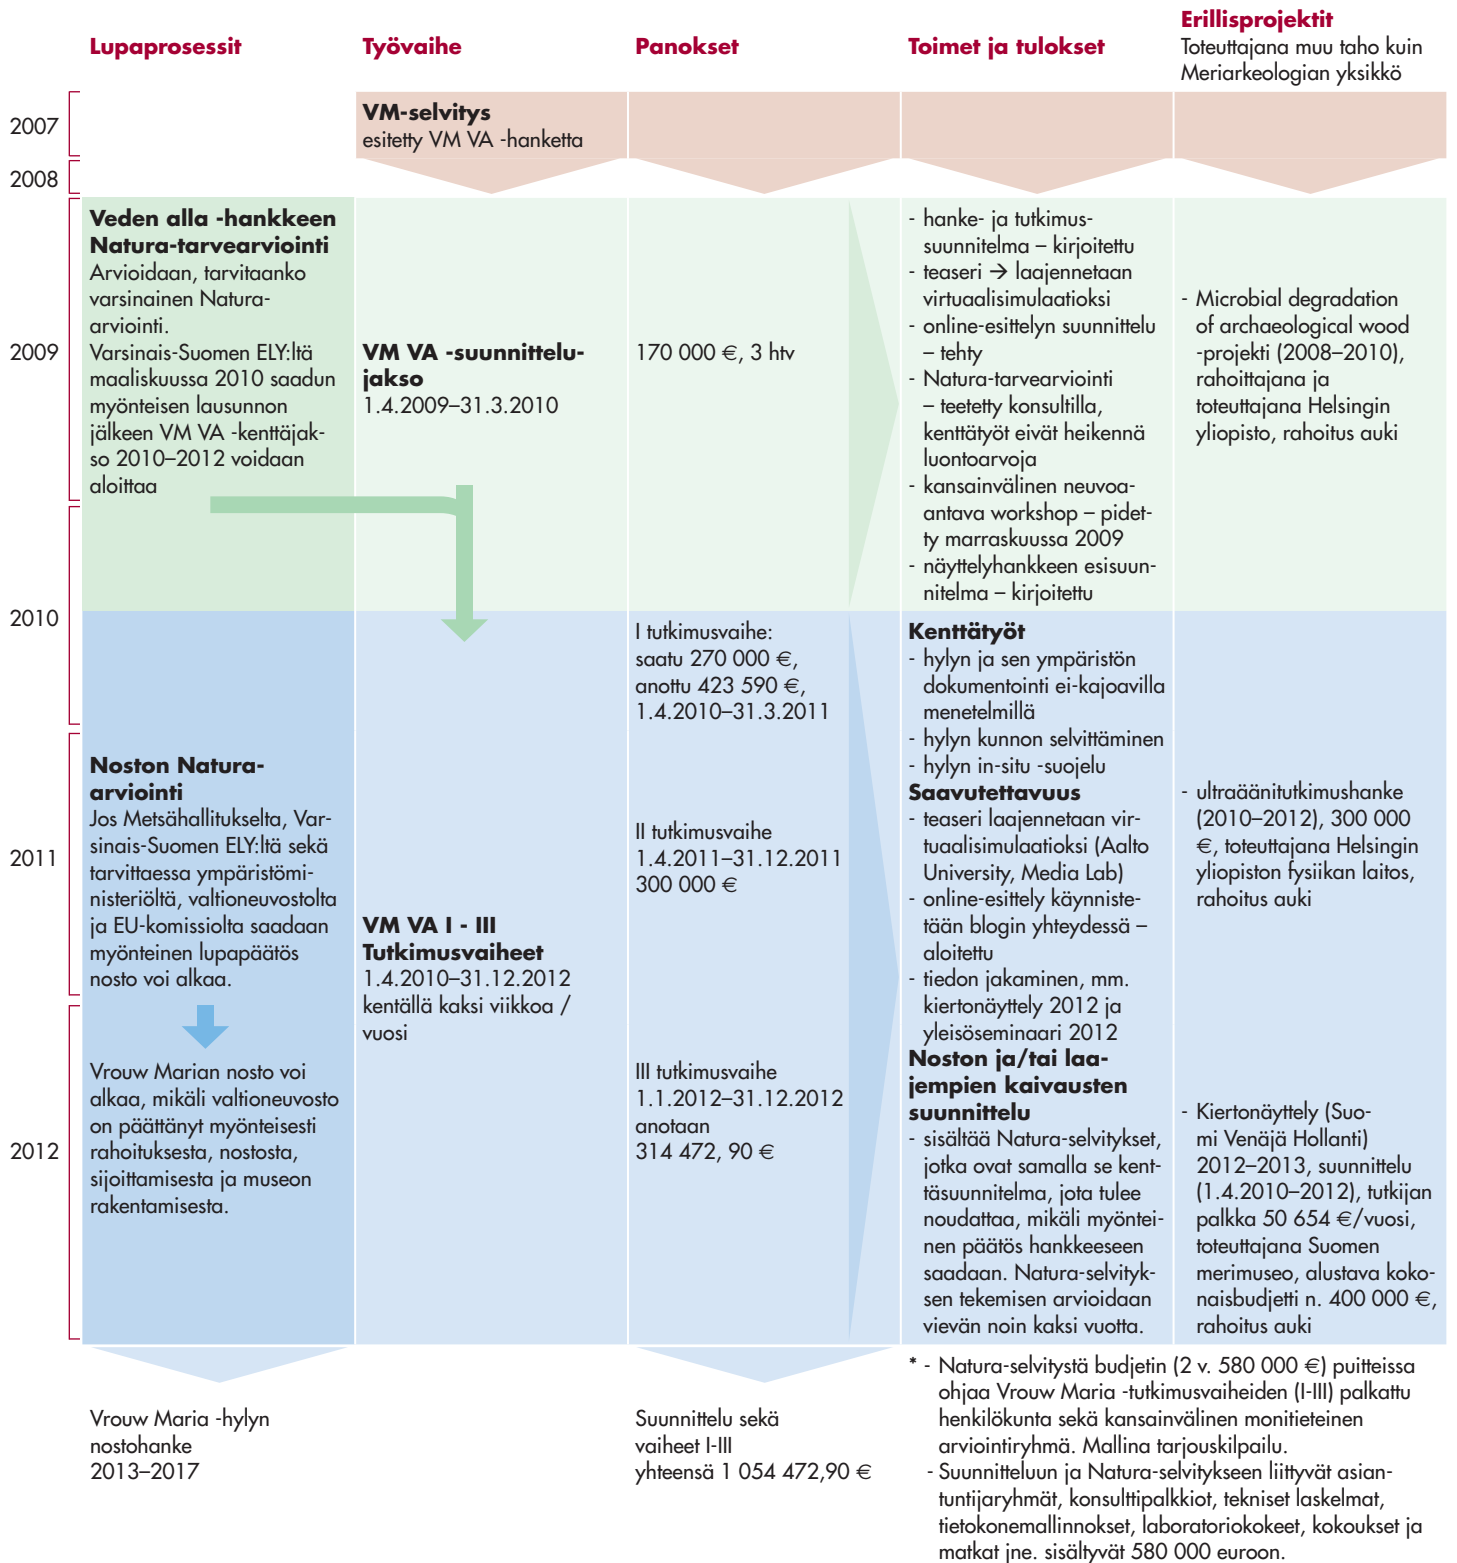 Lupaprosessit
Työvaihe
Panokset
Toimet ja tulokset
Erillisprojektit
Toteuttajana muu taho kuin
Meriarkeologian yksikkö
2007
VM-selvitys
esitetty VM VA -hanketta
2008
2009
Veden alla -hankkeen
Natura-tarvearviointi
Arvioidaan, tarvitaanko
varsinainen Natura-
arviointi.
Varsinais-Suomen ELY:ltä
maaliskuussa 2010 saadun
myönteisen lausunnon
jälkeen VM VA -kenttäjak-
so 2010–2012 voidaan
aloittaa
VM VA -suunnittelu-
jakso
1.4.2009–31.3.2010
170 000 €, 3 htv
- hanke- ja tutkimus-
suunnitelma – kirjoitettu
- teaseri → laajennetaan
virtuaalisimulaatioksi
- online-esittelyn suunnittelu
– tehty
- Natura-tarvearviointi
– teetetty konsultilla,
kenttätyöt eivät heikennä
luontoarvoja
- kansainvälinen neuvoa-
antava workshop – pidet-
ty marraskuussa 2009
- näyttelyhankkeen esisuun-
nitelma – kirjoitettu
- Microbial degradation
of archaeological wood
-projekti (2008–2010),
rahoittajana ja
toteuttajana Helsingin
yliopisto, rahoitus auki
2010
2011
2012
Noston Natura-
arviointi
Jos Metsähallitukselta, Var-
sinais-Suomen ELY:ltä sekä
tarvittaessa ympäristömi-
nisteriöltä, valtioneuvostolta
ja EU-komissiolta saadaan
myönteinen lupapäätös
nosto voi alkaa.
Vrouw Marian nosto voi
alkaa, mikäli valtioneuvosto
on päättänyt myönteisesti
rahoituksesta, nostosta,
sijoittamisesta ja museon
rakentamisesta.
VM VA I - III
Tutkimusvaiheet
1.4.2010–31.12.2012
kentällä kaksi viikkoa /
vuosi
I tutkimusvaihe:
saatu 270 000 €,
anottu 423 590 €,
1.4.2010–31.3.2011
II tutkimusvaihe
1.4.2011–31.12.2011
300 000 €
III tutkimusvaihe
1.1.2012–31.12.2012
anotaan
314 472, 90 €
Kenttätyöt
- hylyn ja sen ympäristön
dokumentointi ei-kajoavilla
menetelmillä
- hylyn kunnon selvittäminen
- hylyn in-situ -suojelu
Saavutettavuus
- teaseri laajennetaan vir-
tuaalisimulaatioksi (Aalto
University, Media Lab)
- online-esittely käynniste-
tään blogin yhteydessä –
aloitettu
- tiedon jakaminen, mm.
kiertonäyttely 2012 ja
yleisöseminaari 2012
Noston ja/tai laa-
jempien kaivausten
suunnittelu
- sisältää Natura-selvitykset,
jotka ovat samalla se kent-
täsuunnitelma, jota tulee
noudattaa, mikäli myöntei-
nen päätös hankkeeseen
saadaan. Natura-selvityk-
sen tekemisen arvioidaan
vievän noin kaksi vuotta.
- ultraäänitutkimushanke
(2010–2012), 300 000
€, toteuttajana Helsingin
yliopiston fysiikan laitos,
rahoitus auki
- Kiertonäyttely (Suo-
mi Venäjä Hollanti)
2012–2013, suunnittelu
(1.4.2010–2012), tutkijan
palkka 50 654 €/vuosi,
toteuttajana Suomen
merimuseo, alustava koko-
naisbudjetti n. 400 000 €,
rahoitus auki
Vrouw Maria -hylyn
nostohanke
2013–2017
Suunnittelu sekä
vaiheet I-III
yhteensä 1 054 472,90 €
* - Natura-selvitystä budjetin (2 v. 580 000 €) puitteissa
ohjaa Vrouw Maria -tutkimusvaiheiden (I-III) palkattu
henkilökunta sekä kansainvälinen monitieteinen
arviointiryhmä. Mallina tarjouskilpailu.
- Suunnitteluun ja Natura-selvitykseen liittyvät asian-
tuntijaryhmät, konsulttipalkkiot, tekniset laskelmat,
tietokonemallinnokset, laboratoriokokeet, kokoukset ja
matkat jne. sisältyvät 580 000 euroon.